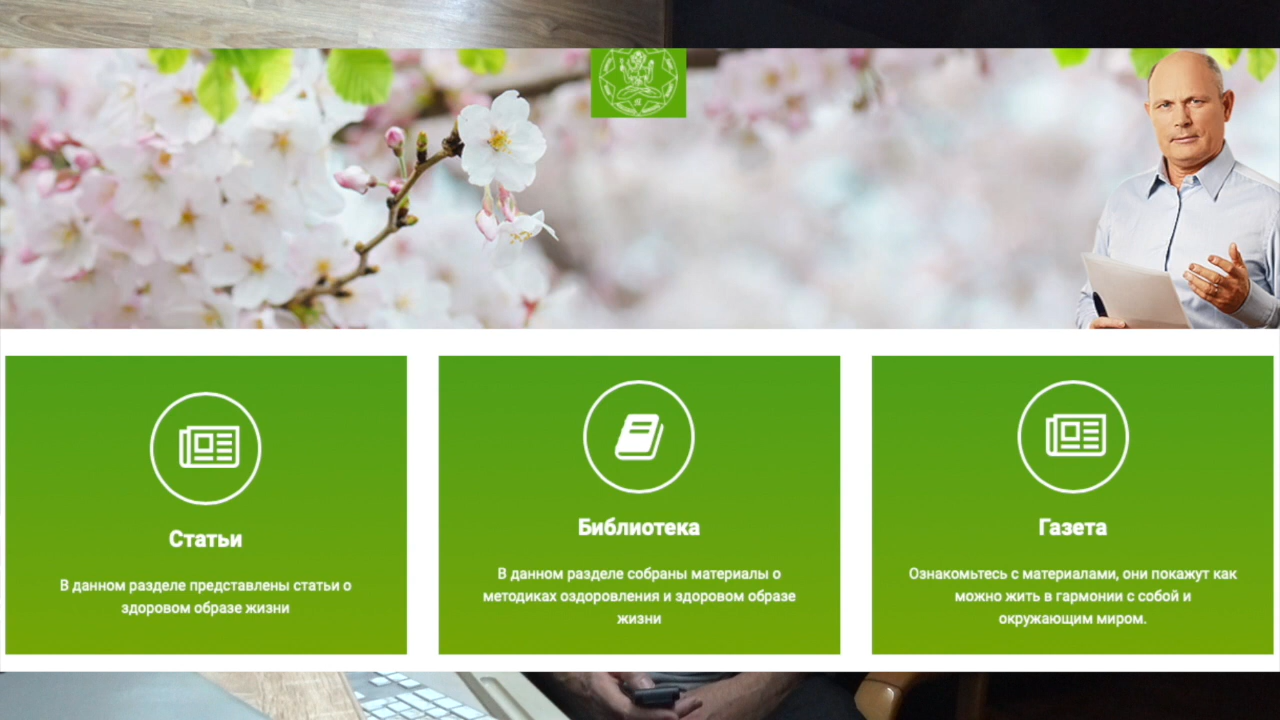 Статьи
В данном разделе представлены статьи о
здоровом образе жизни
Библиотека
В данном разделе собраны материалы о
методиках оздоровления и здоровом образе
жизни
Газета
Ознакомьтесь с материалами, они покажут как
можно жить в гармонии с собой и
окружающим миром.